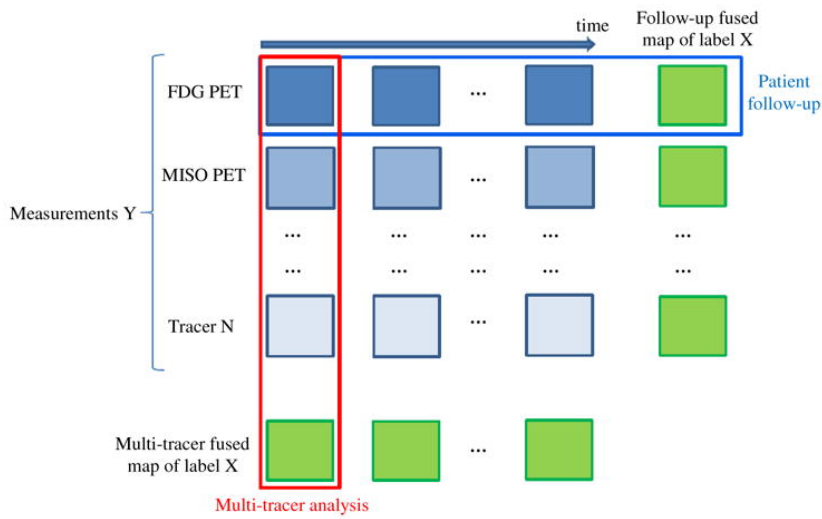 time
Follow-up fused
map of label X
FDG PET
...
Patient
follow-up
MISO PET
...
Measurements Y
... ... ... ... ...
... ... ... ... ...
Tracer N
...
Multi-tracer fused
map of label X
...
Multi-tracer analysis